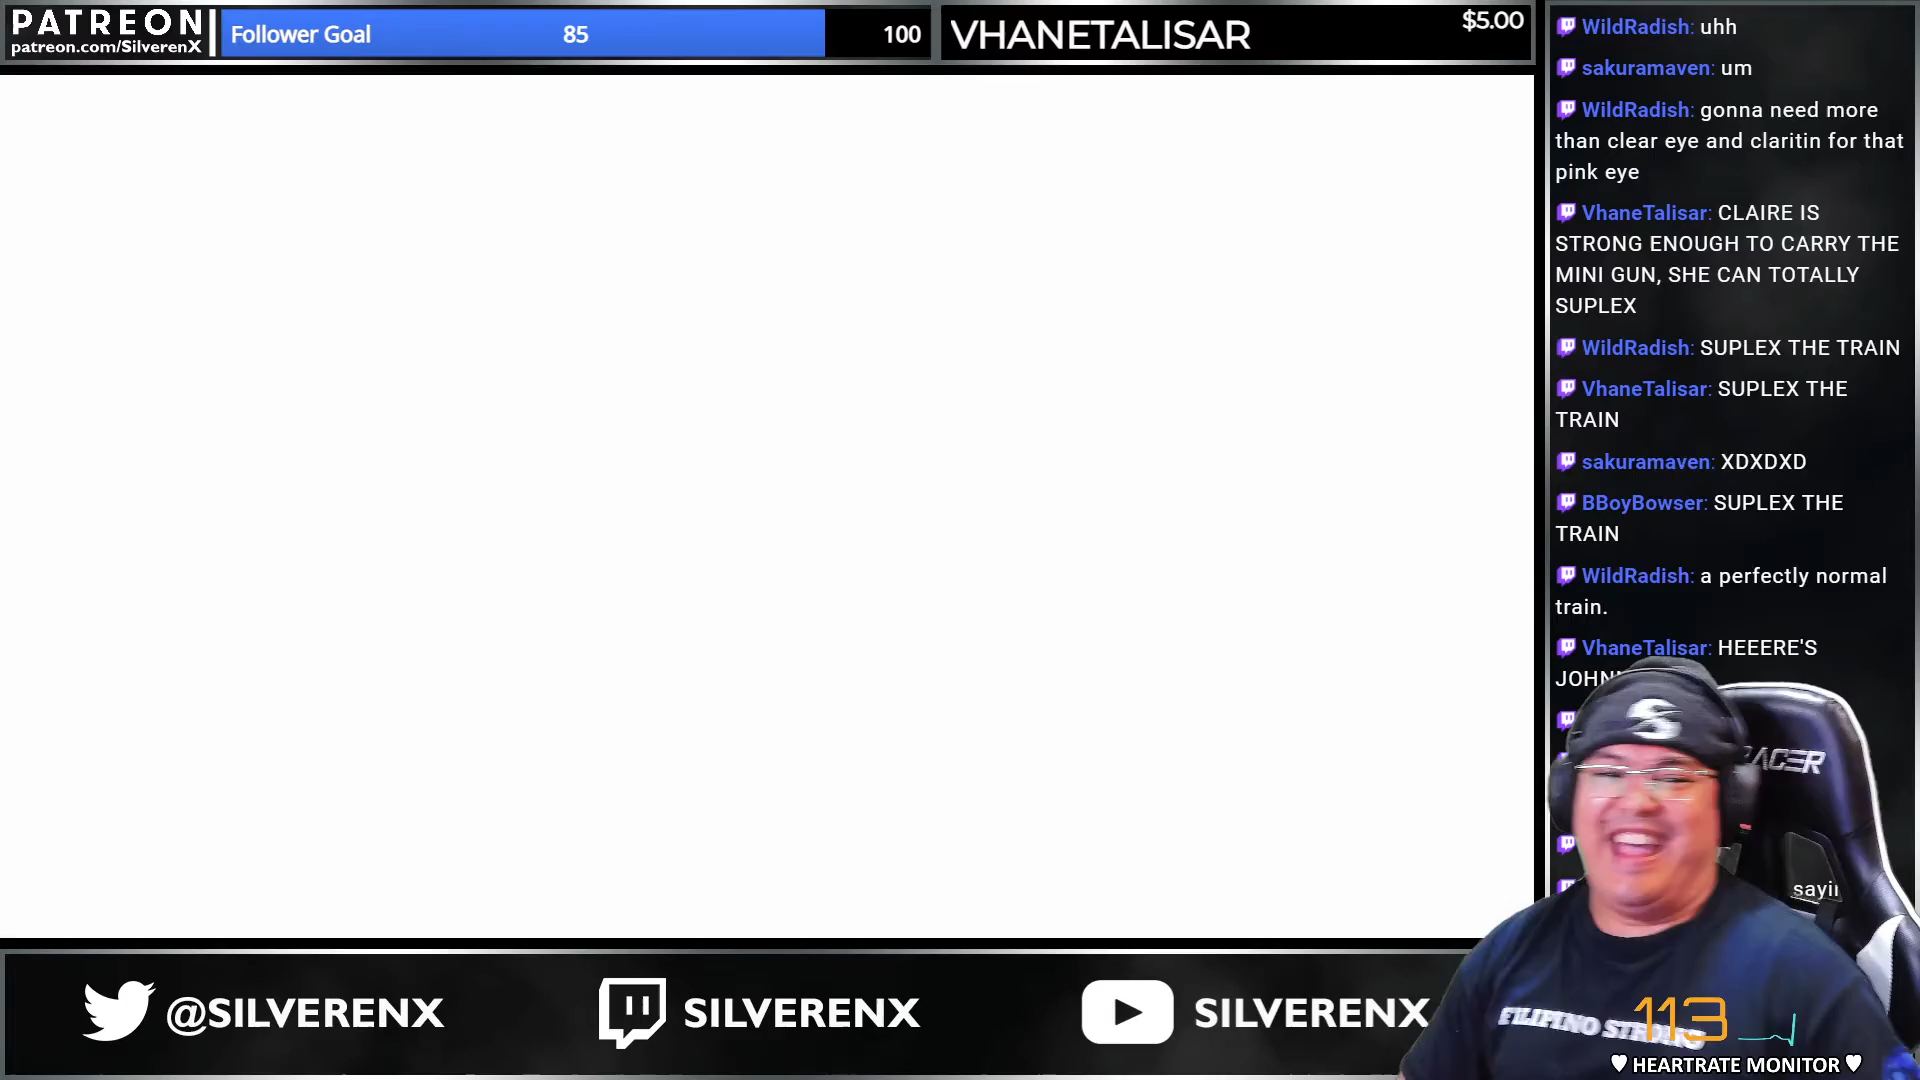 PATREON
patreon.com/SilverenX
Follower Goal 85 100
VHANETALISAR $5.00
WildRadish: uhh
sakuramaven: um
WildRadish: gonna need more
than clear eye and claritin for that
pink eye
VhaneTalisar: CLAIRE IS
STRONG ENOUGH TO CARRY THE
MINI GUN, SHE CAN TOTALLY
SUPLEX
WildRadish: SUPLEX THE TRAIN
VhaneTalisar: SUPLEX THE
TRAIN
sakuramaven: XDXDXD
BBoyBowser: SUPLEX THE
TRAIN
WildRadish: a perfectly normal
train.
VhaneTalisar: HEEERE'S
S
@SILVERENX
SILVERENX
SILVERENX
FILIPINO STRONG
113
♥ HEARTRATE MONITOR ♥